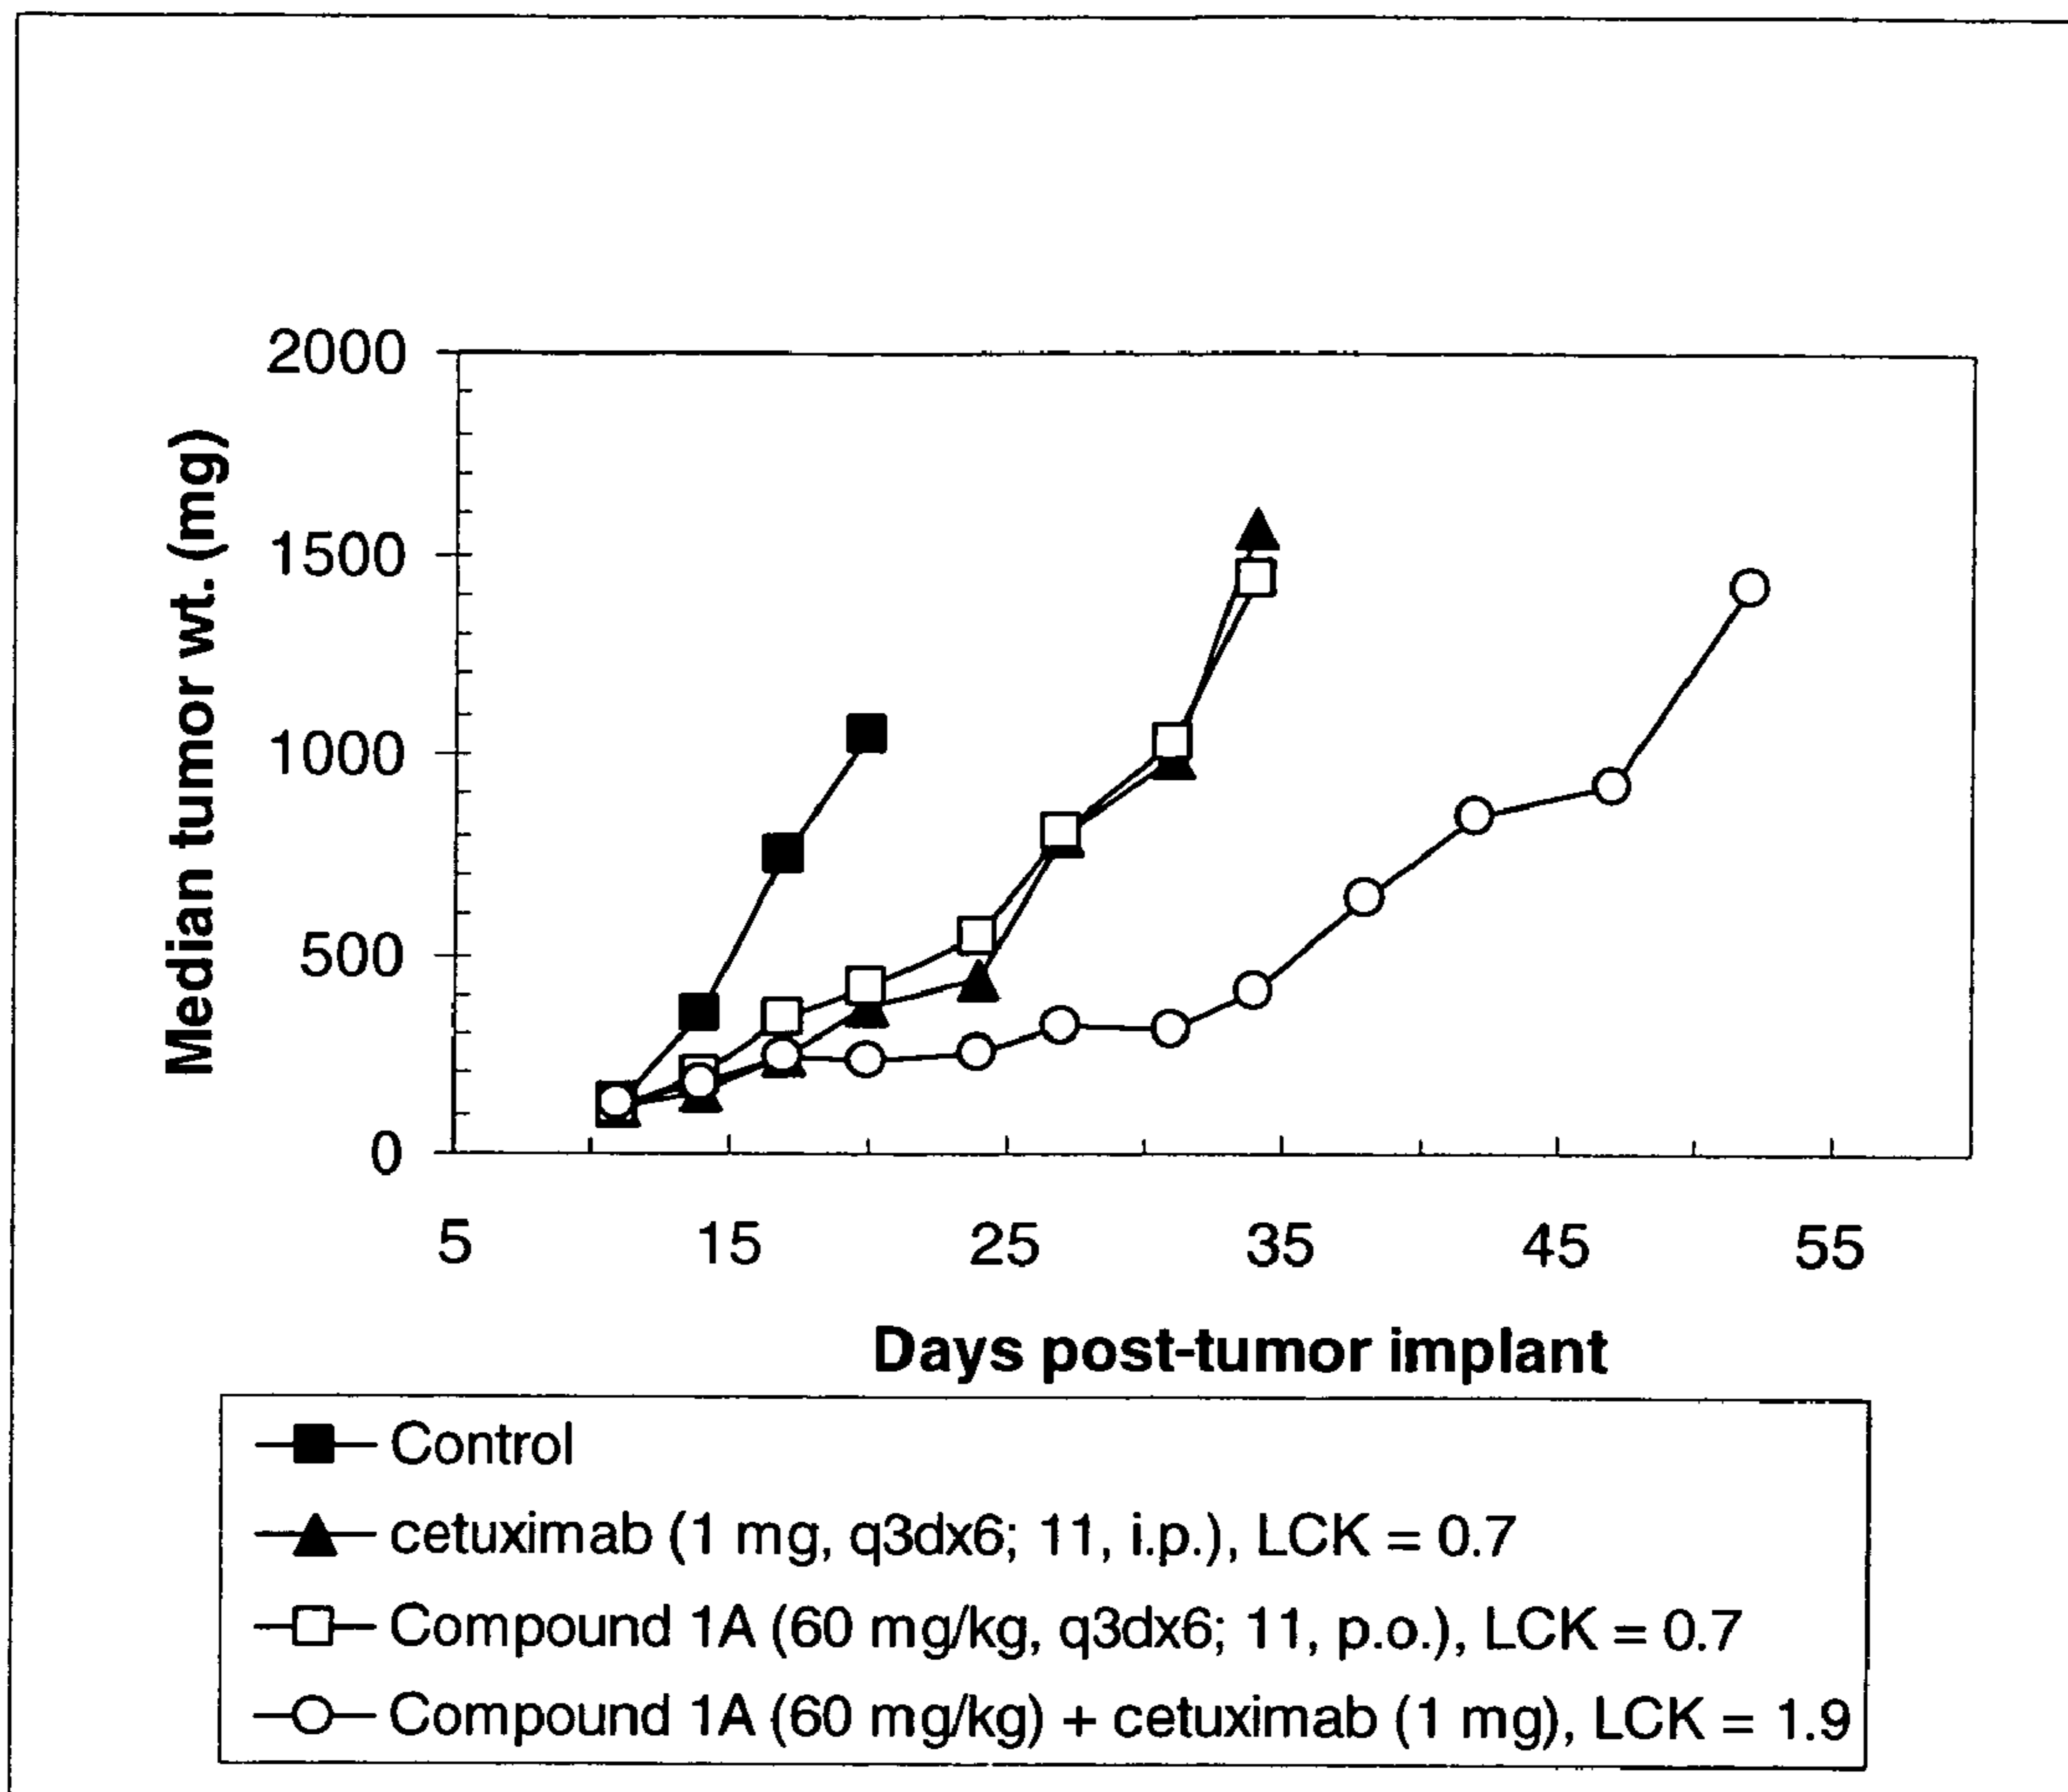 2000
1500
1000
500
0
Median tumor wt. (mg)
5 15 25 35 45 55
Days post-tumor implant
Control
cetuximab (1 mg, q3dx6; 11, i.p.), LCK = 0.7
Compound 1A (60 mg/kg, q3dx6; 11, p.o.), LCK = 0.7
Compound 1A (60 mg/kg) + cetuximab (1 mg), LCK = 1.9